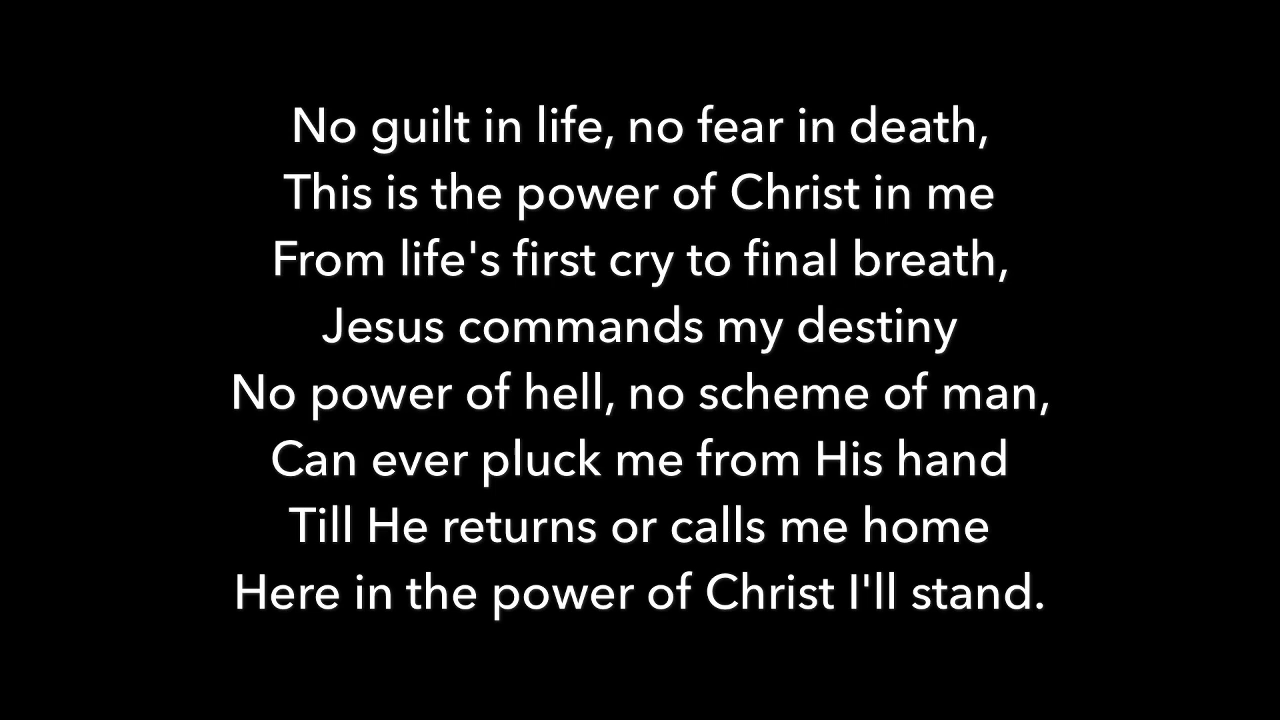 No guilt in life, no fear in death,
This is the power of Christ in me
From life's first cry to final breath,
Jesus commands my destiny
No power of hell, no scheme of man,
Can ever pluck me from His hand
Till He returns or calls me home
Here in the power of Christ I'll stand.